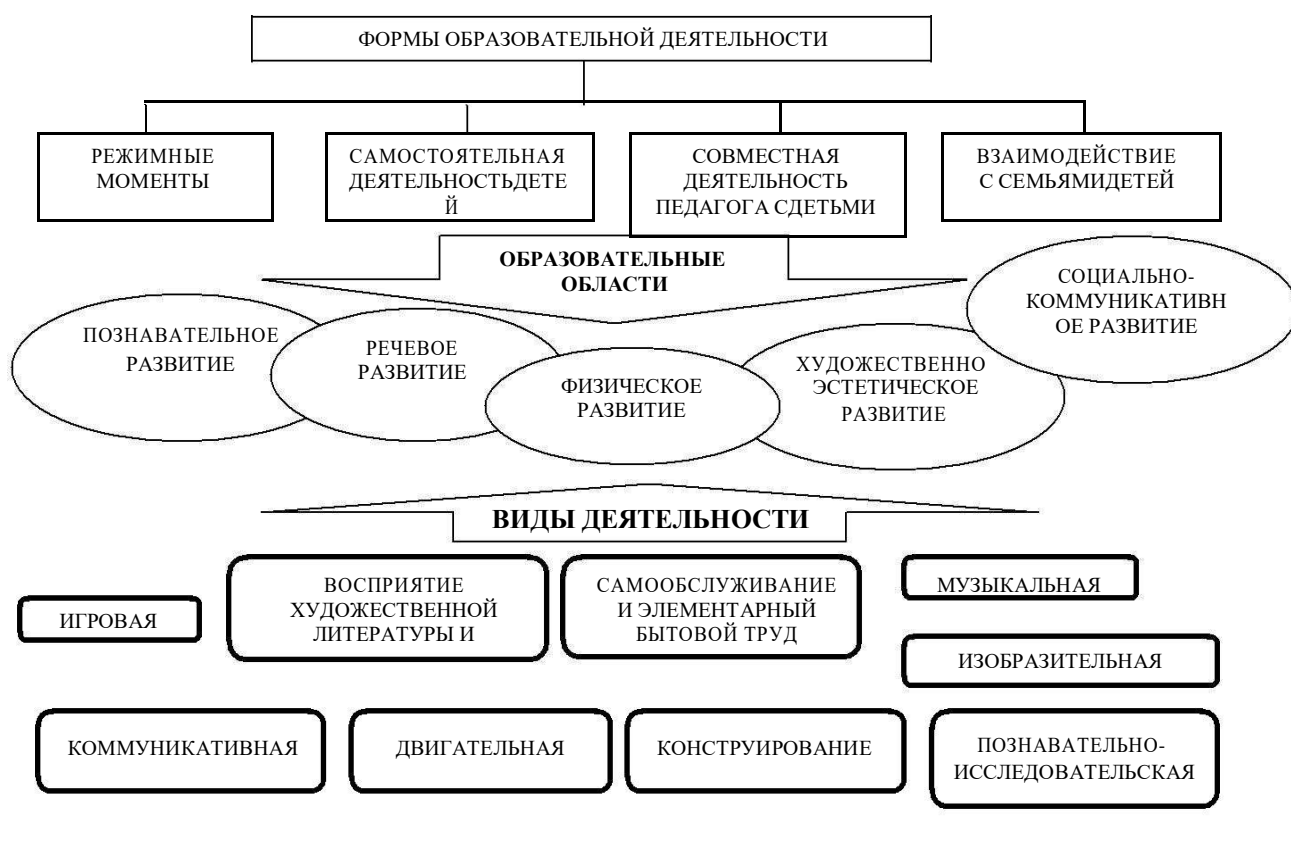 ФОРМЫ ОБРАЗОВАТЕЛЬНОЙ ДЕЯТЕЛЬНОСТИ
РЕЖИМНЫЕ
МОМЕНТЫ
САМОСТОЯТЕЛЬНАЯ
ДЕЯТЕЛЬНОСТЬДЕТЕ
Й
СОВМЕСТНАЯ
ДЕЯТЕЛЬНОСТЬ
ПЕДАГОГА СДЕТЬМИ
ВЗАИМОДЕЙСТВИЕ
С СЕМЬЯМИДЕТЕЙ
ОБРАЗОВАТЕЛЬНЫЕ
ОБЛАСТИ
ПОЗНАВАТЕЛЬНОЕ
РАЗВИТИЕ
РЕЧЕВОЕ
РАЗВИТИЕ
ФИЗИЧЕСКОЕ
РАЗВИТИЕ
ХУДОЖЕСТВЕННО
ЭСТЕТИЧЕСКОЕ
РАЗВИТИЕ
СОЦИАЛЬНО-
КОММУНИКАТИВН
ОЕ РАЗВИТИЕ
ВИДЫ ДЕЯТЕЛЬНОСТИ
ИГРОВАЯ
ВОСПРИЯТИЕ
ХУДОЖЕСТВЕННОЙ
ЛИТЕРАТУРЫ И
САМООБСЛУЖИВАНИЕ
И ЭЛЕМЕНТАРНЫЙ
БЫТОВОЙ ТРУД
МУЗЫКАЛЬНАЯ
ИЗОБРАЗИТЕЛЬНАЯ
КОММУНИКАТИВНАЯ
ДВИГАТЕЛЬНАЯ
КОНСТРУИРОВАНИЕ
ПОЗНАВАТЕЛЬНО-
ИССЛЕДОВАТЕЛЬСКАЯ